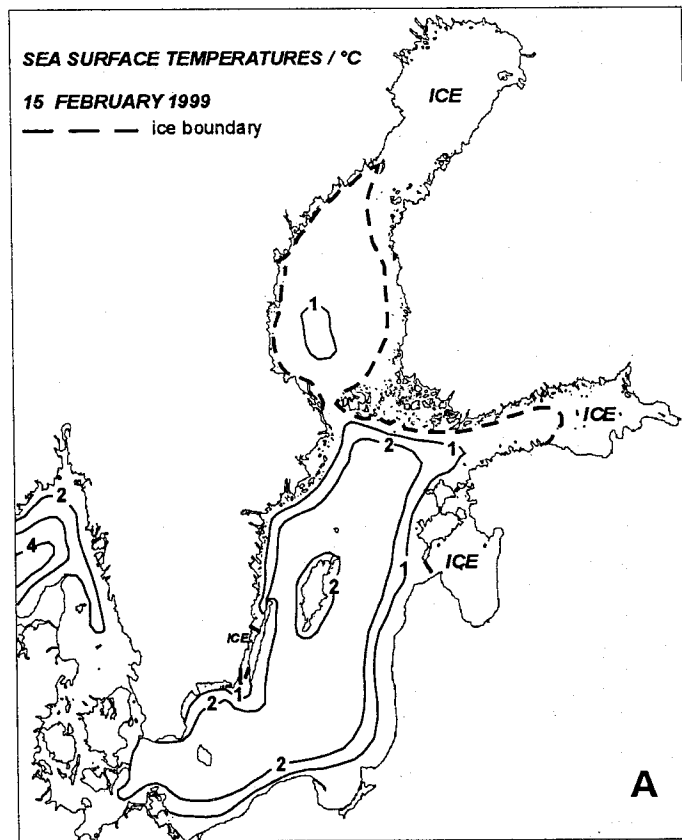 SEA SURFACE TEMPERATURES / °C
15 FEBRUARY 1999
ice boundary
ICE
1
ICE
2
1
2
4
ICE
1
2
ICE
1
2
2
A